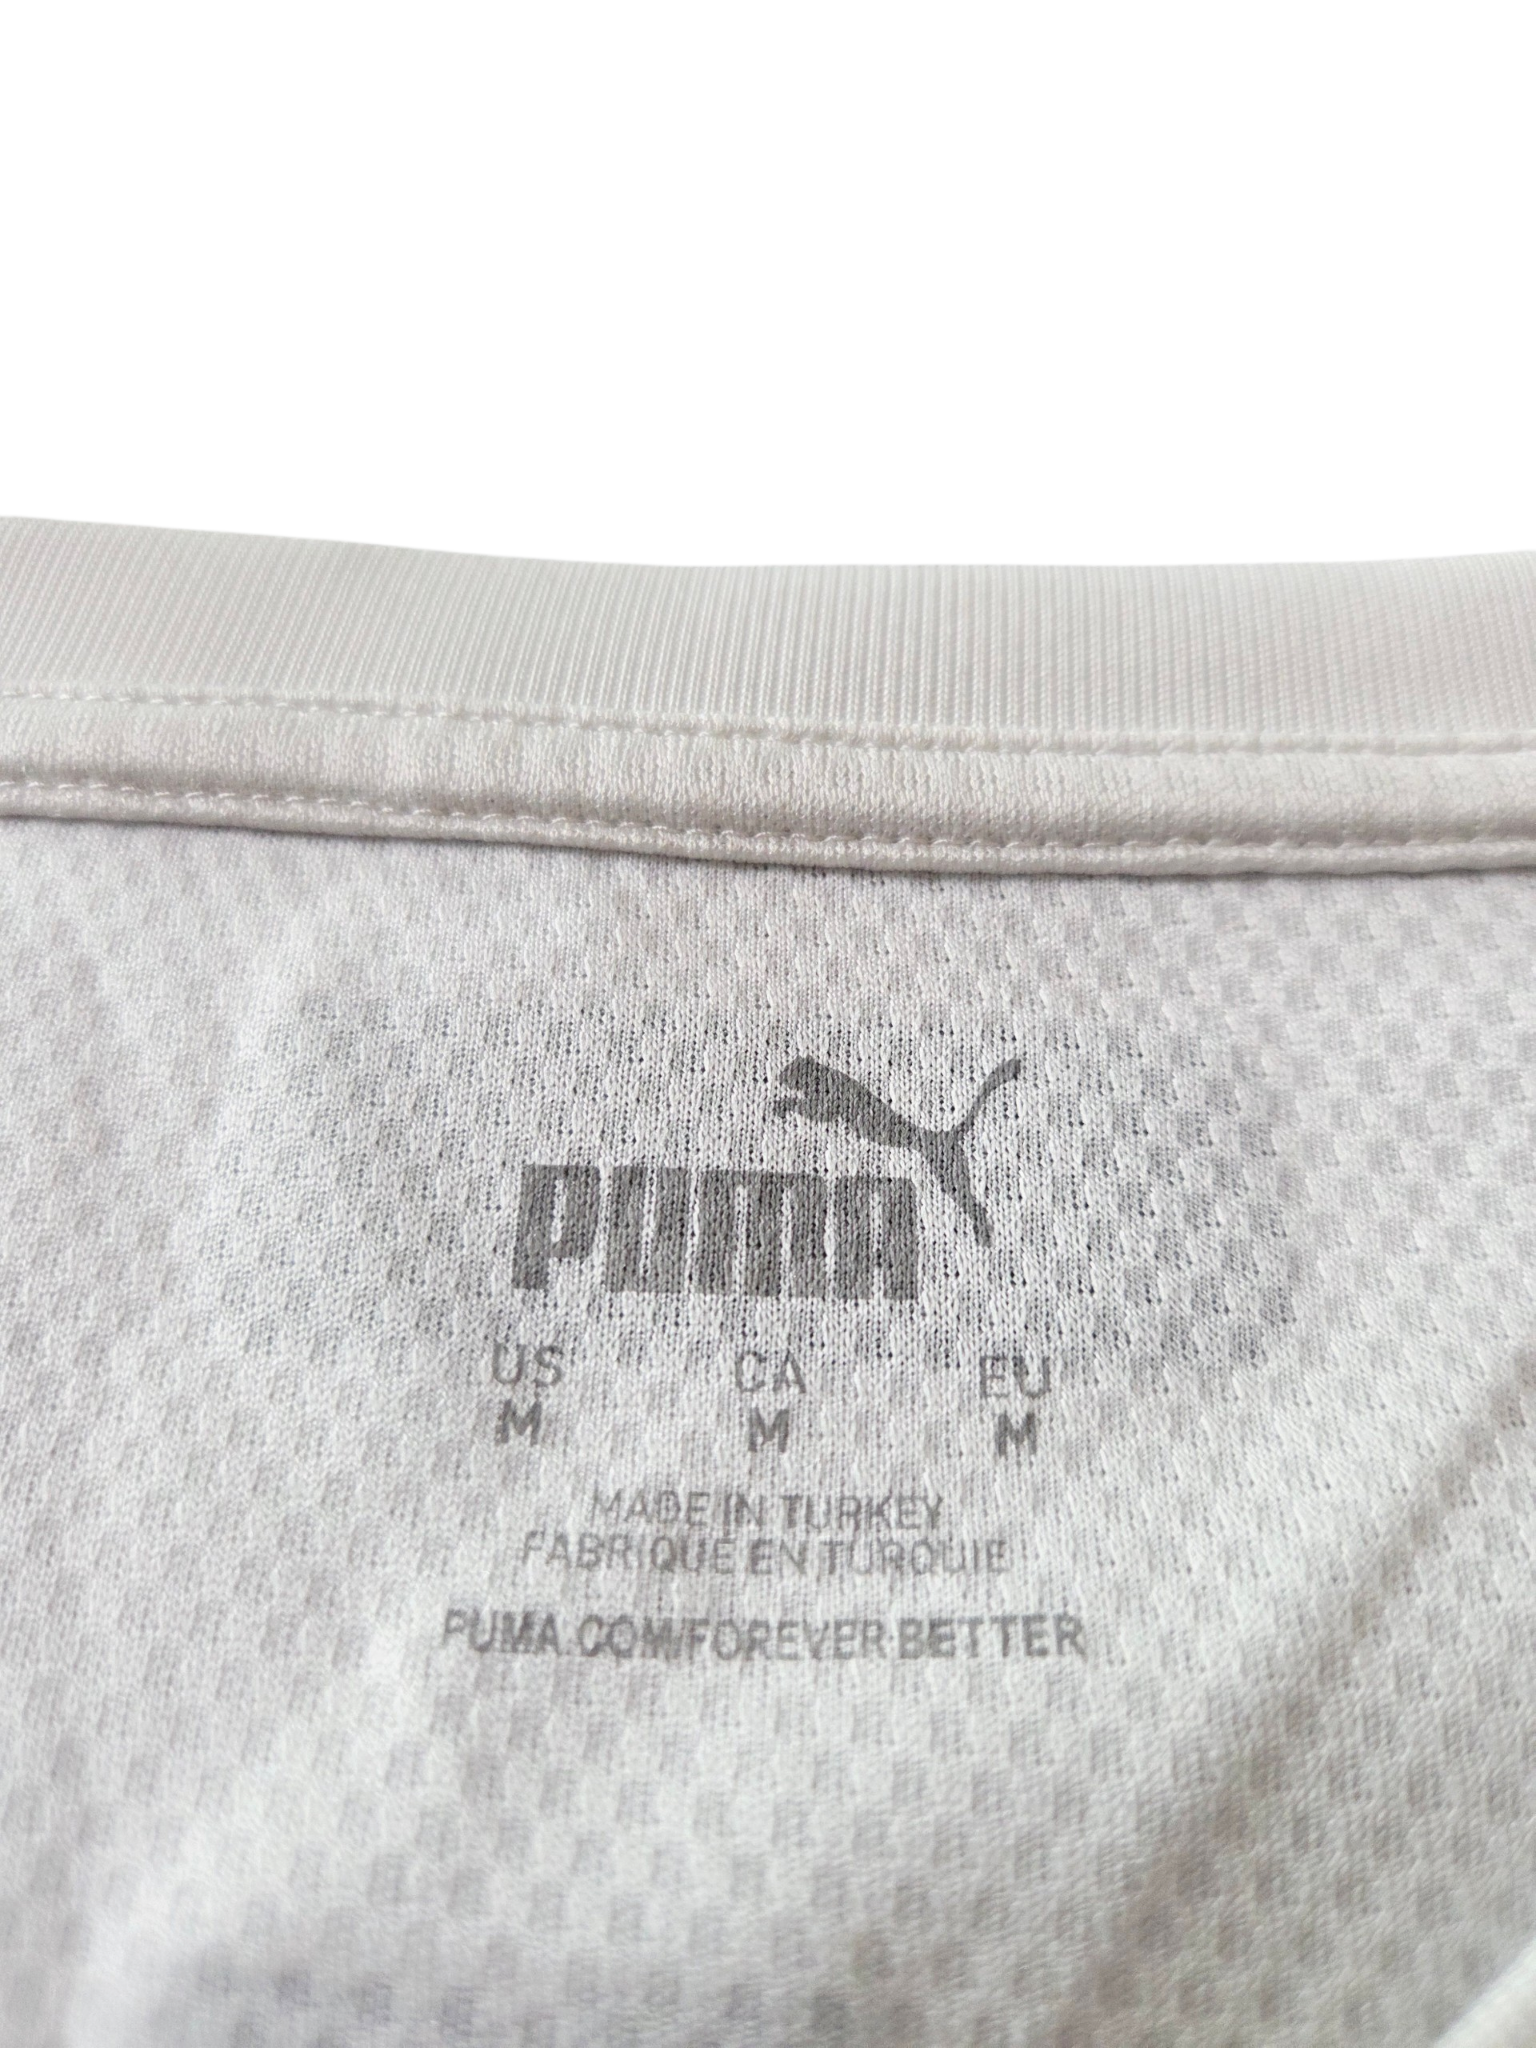 PUMA
US CA EU
M M M
MADE IN TURKEY
FABRIQUE EN TURQUIE
PUMA.COM/FOREVER-BETTER